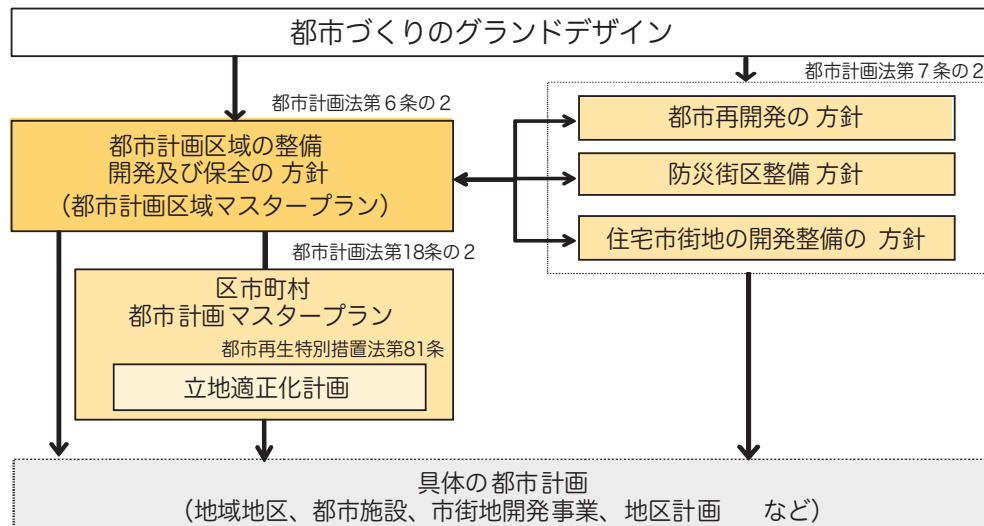 都市づくりのグランドデザイン
都市計画法第6条の2
都市計画法第7条の2
都市計画区域の整備
開発及び保全の方針
（都市計画区域マスタープラン）
都市再開発の方針
防災街区整備方針
住宅市街地の開発整備の方針
都市計画法第18条の2
区市町村
都市計画マスタープラン
都市再生特別措置法第81条
立地適正化計画
具体の都市計画
（地域地区、都市施設、市街地開発事業、地区計画　など）